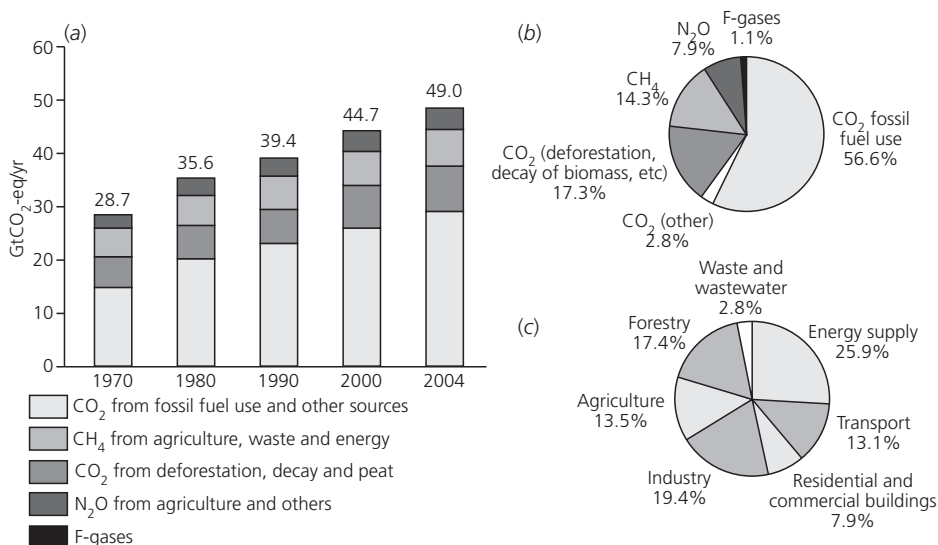 (a)
GtCO₂-eq/yr
60
50
40
30
20
10
0
28.7
35.6
39.4
44.7
49.0
1970
1980
1990
2000
2004
CO₂ from fossil fuel use and other sources
CH₄ from agriculture, waste and energy
CO₂ from deforestation, decay and peat
N₂O from agriculture and others
F-gases
(b)
F-gases
1.1%
N₂O
7.9%
CH₄
14.3%
CO₂ fossil
fuel use
56.6%
CO₂ (deforestation,
decay of biomass, etc)
17.3%
CO₂ (other)
2.8%
(c)
Waste and
wastewater
2.8%
Forestry
17.4%
Energy supply
25.9%
Agriculture
13.5%
Transport
13.1%
Industry
19.4%
Residential and
commercial buildings
7.9%